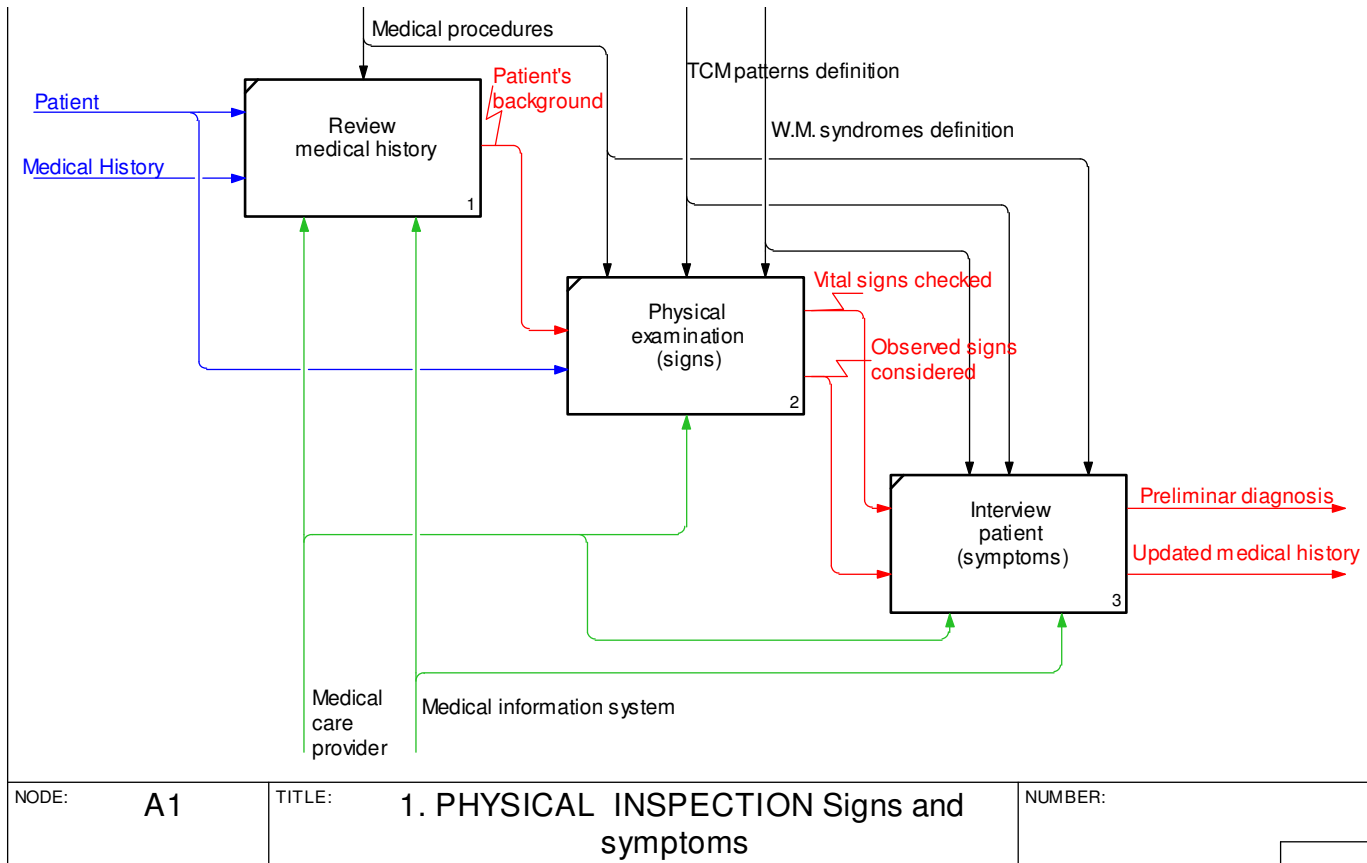 Medical procedures
TCM patterns definition
W.M. syndromes definition
Patient's
background
Patient
Medical History
Review
medical history
1
Physical
examination
(signs)
2
Vital signs checked
Observed signs
considered
Interview
patient
(symptoms)
3
Preliminar diagnosis
Updated medical history
Medical
care
provider
Medical information system
NODE:
A1
TITLE:
1. PHYSICAL INSPECTION Signs and
symptoms
NUMBER: